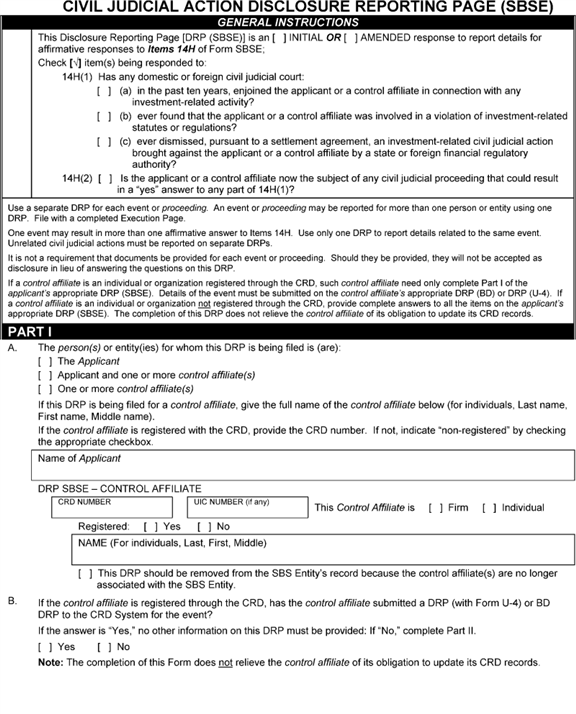 CIVIL JUDICIAL ACTION DISCLOSURE REPORTING PAGE (SBSE)
GENERAL INSTRUCTIONS
This Disclosure Reporting Page [DRP (SBSE)] is an [ ] INITIAL OR [ ] AMENDED response to report details for
affirmative responses to Items 14H of Form SBSE;
Check [√] item(s) being responded to:
14H(1) Has any domestic or foreign civil judicial court:
[ ] (a) in the past ten years, enjoined the applicant or a control affiliate in connection with any
investment-related activity?
[ ] (b) ever found that the applicant or a control affiliate was involved in a violation of investment-related
statutes or regulations?
[ ] (c) ever dismissed, pursuant to a settlement agreement, an investment-related civil judicial action
brought against the applicant or a control affiliate by a state or foreign financial regulatory
authority?
14H(2) [ ] Is the applicant or a control affiliate now the subject of any civil judicial proceeding that could result
in a “yes” answer to any part of 14H(1)?
Use a separate DRP for each event or proceeding. An event or proceeding may be reported for more than one person or entity using one
DRP. File with a completed Execution Page.
One event may result in more than one affirmative answer to Items 14H. Use only one DRP to report details related to the same event.
Unrelated civil judicial actions must be reported on separate DRPs.
It is not a requirement that documents be provided for each event or proceeding. Should they be provided, they will not be accepted as
disclosure in lieu of answering the questions on this DRP.
If a control affiliate is an individual or organization registered through the CRD, such control affiliate need only complete Part I of the
applicant's appropriate DRP (SBSE). Details of the event must be submitted on the control affiliate's appropriate DRP (BD) or DRP (U-4). If
a control affiliate is an individual or organization not registered through the CRD, provide complete answers to all the items on the applicant's
appropriate DRP (SBSE). The completion of this DRP does not relieve the control affiliate of its obligation to update its CRD records.
PART I
A. The person(s) or entity(ies) for whom this DRP is being filed is (are):
[ ] The Applicant
[ ] Applicant and one or more control affiliate(s)
[ ] One or more control affiliate(s)
If this DRP is being filed for a control affiliate, give the full name of the control affiliate below (for individuals, Last name,
First name, Middle name).
If the control affiliate is registered with the CRD, provide the CRD number. If not, indicate “non-registered” by checking
the appropriate checkbox.
Name of Applicant
DRP SBSE – CONTROL AFFILIATE
CRD NUMBER UIC NUMBER (if any) This Control Affiliate is [ ] Firm [ ] Individual
Registered: [ ] Yes [ ] No
NAME (For individuals, Last, First, Middle)
[ ] This DRP should be removed from the SBS Entity's record because the control affiliate(s) are no longer
associated with the SBS Entity.
B. If the control affiliate is registered through the CRD, has the control affiliate submitted a DRP (with Form U-4) or BD
DRP to the CRD System for the event?
If the answer is “Yes,” no other information on this DRP must be provided: If “No,” complete Part II.
[ ] Yes [ ] No
Note: The completion of this Form does not relieve the control affiliate of its obligation to update its CRD records.